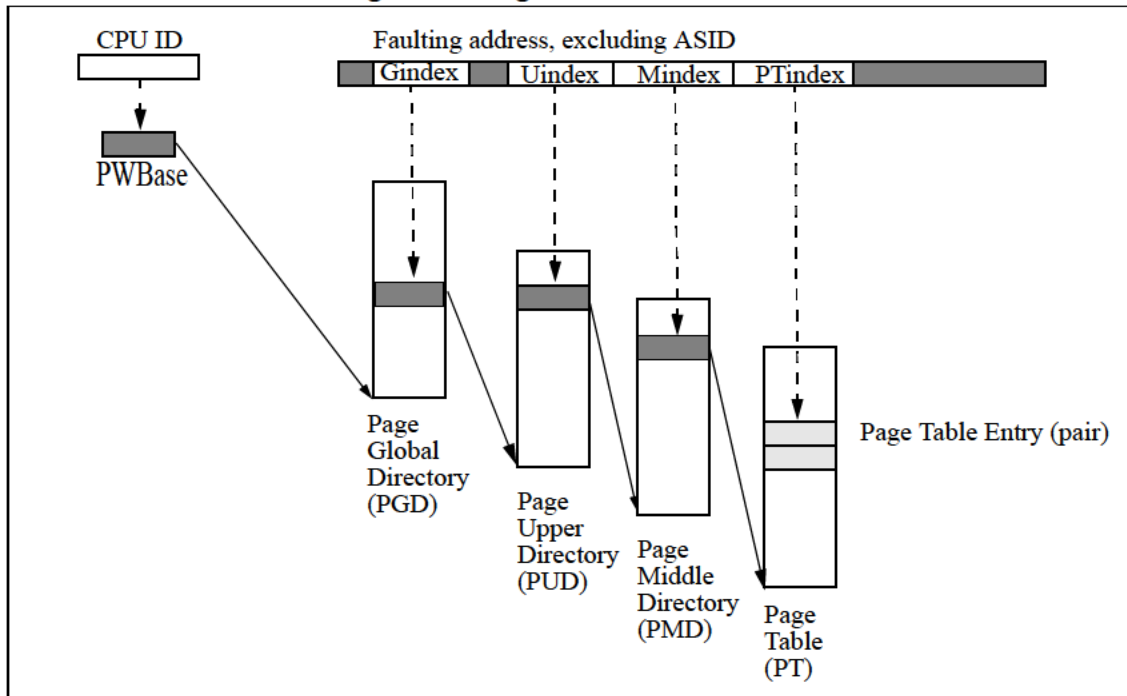 CPU ID
Faulting address, excluding ASID
Gindex
Uindex
Mindex
PTindex
PWBase
Page
Global
Directory
(PGD)
Page
Upper
Directory
(PUD)
Page
Middle
Directory
(PMD)
Page
Table
(PT)
Page Table Entry (pair)